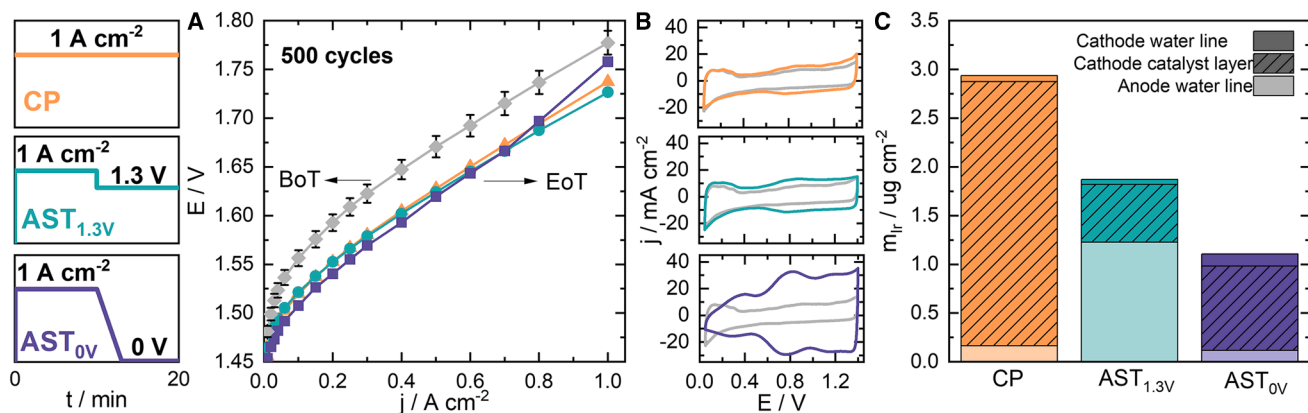 1 A cm⁻²
CP
1 A cm⁻²
1.3 V
AST₁.₃ᵥ
1 A cm⁻²
AST₀ᵥ
0 V
0 20
t / min
A
1.80
1.75
1.70
1.65
1.60
1.55
1.50
1.45
E / V
500 cycles
BoT
EoT
0.0 0.2 0.4 0.6 0.8 1.0
j / A cm⁻²
B
40
20
0
-20
40
20
0
-20
40
20
0
-20
j / mA cm⁻²
0.0 0.4 0.8 1.2
E / V
C
3.5
3.0
2.5
2.0
1.5
1.0
0.5
0.0
m_Ir / ug cm⁻²
Cathode water line
Cathode catalyst layer
Anode water line
CP AST₁.₃ᵥ AST₀ᵥ